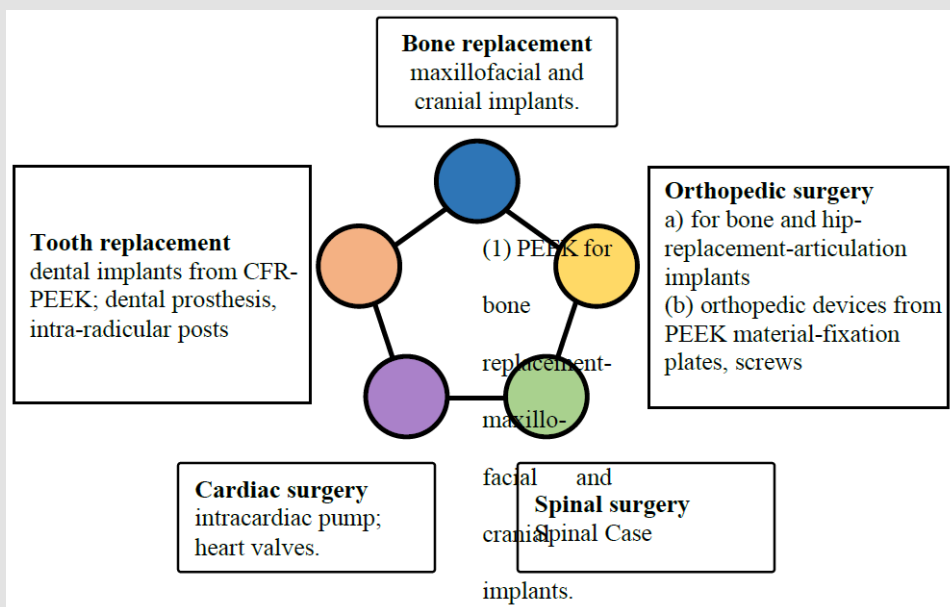 Bone replacement
maxillofacial and
cranial implants.
Tooth replacement
dental implants from CFR-
PEEK; dental prosthesis,
intra-radicular posts
Orthopedic surgery
a) for bone and hip-
replacement-articulation
implants
(b) orthopedic devices from
PEEK material-fixation
plates, screws
(1) PEEK for
bone
replacement-
maxillo-
facial and
cranial
implants.
Cardiac surgery
intracardiac pump;
heart valves.
Spinal surgery
Spinal Case